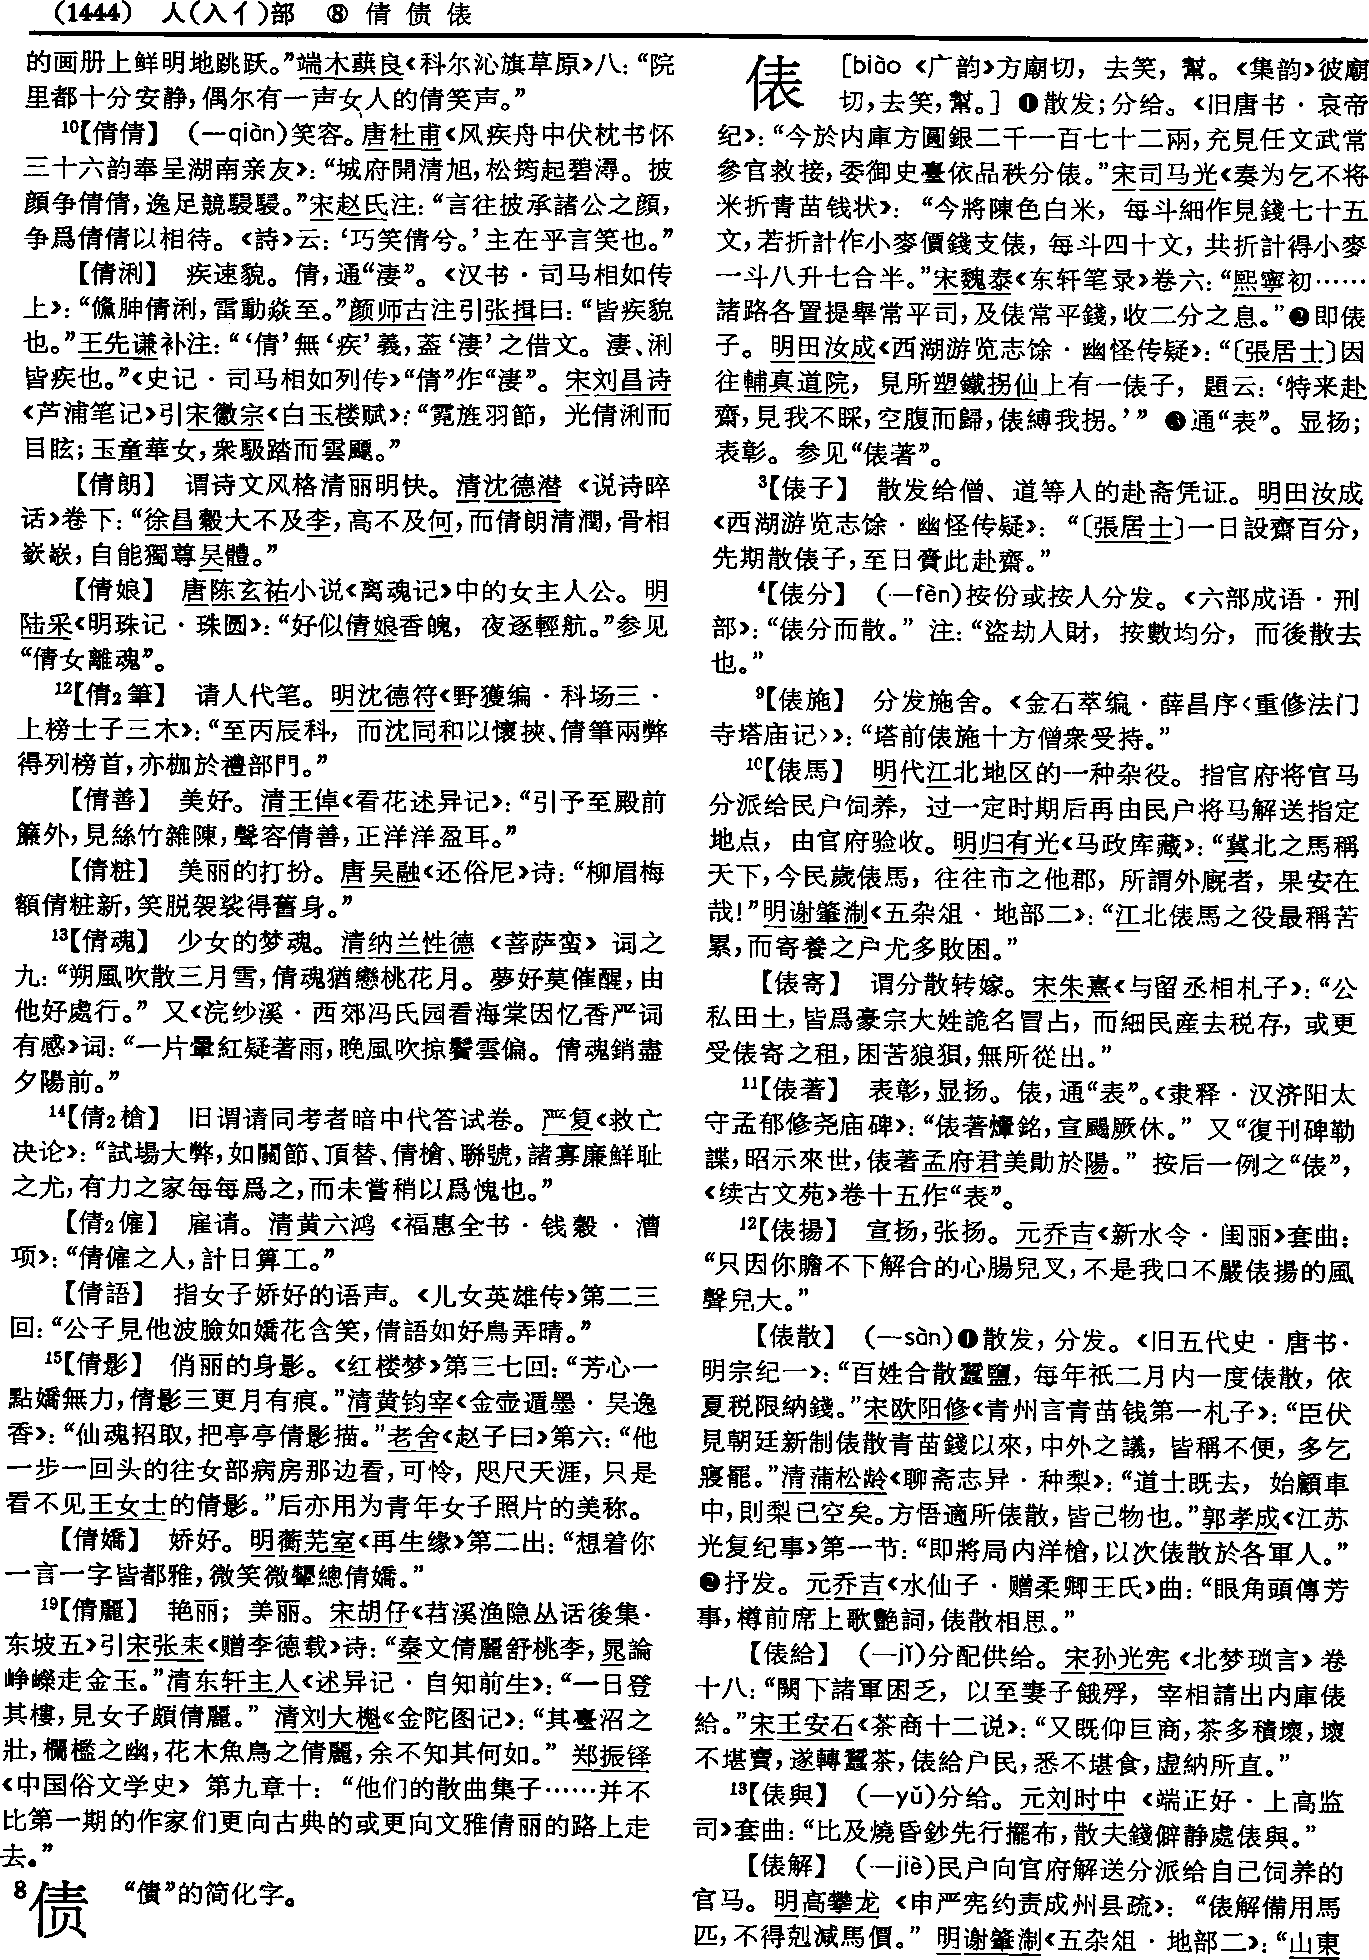 (1444) 人(入亻)部 ⑧ 倩 债 俵
的画册上鲜明地跳跃。”端木蕻良《科尔沁旗草原》八：“院
里都十分安静，偶尔有一声女人的倩笑声。”
10【倩倩】 （—qiàn）笑容。唐杜甫《风疾舟中伏枕书怀
三十六韵奉呈湖南亲友》：“城府開清旭，松筠起碧潯。披
顔争倩倩，逸足競駸駸。”宋赵氏注：“言往披承諸公之顔，
争爲倩倩以相待。《詩》云：‘巧笑倩兮。’主在乎言笑也。”
【倩浰】 疾速貌。倩，通“淒”。《汉书·司马相如传
上》：“儵胂倩浰，雷動焱至。”颜师古注引张揖曰：“皆疾貌
也。”王先谦补注：“‘倩’無‘疾’義，蓋‘淒’之借文。淒、浰
皆疾也。”《史记·司马相如列传》“倩”作“淒”。宋刘昌诗
《芦浦笔记》引宋徽宗《白玉楼赋》：“霓旌羽節，光倩浰而
目眩；玉童華女，衆馺踏而雲飃。”
【倩朗】 谓诗文风格清丽明快。清沈德潜《说诗晬
话》卷下：“徐昌穀大不及李，高不及何，而倩朗清潤，骨相
嶔嵚，自能獨尊吴體。”
【倩娘】 唐陈玄祐小说《离魂记》中的女主人公。明
陆采《明珠记·珠圆》：“好似倩娘香魄，夜逐輕航。”参见
“倩女離魂”。
12【倩2筆】 请人代笔。明沈德符《野獲编·科场三·
上榜士子三木》：“至丙辰科，而沈同和以懷挾、倩筆兩弊
得列榜首，亦枷於禮部門。”
【倩善】 美好。清王倬《看花述异记》：“引予至殿前
簾外，見絲竹雜陳，聲容倩善，正洋洋盈耳。”
【倩粧】 美丽的打扮。唐吴融《还俗尼》诗：“柳眉梅
額倩粧新，笑脱袈裟得舊身。”
13【倩魂】 少女的梦魂。清纳兰性德《菩萨蛮》词之
九：“朔風吹散三月雪，倩魂猶戀桃花月。夢好莫催醒，由
他好處行。”又《浣纱溪·西郊冯氏园看海棠因忆香严词
有感》词：“一片暈紅疑著雨，晚風吹掠鬢雲偏。倩魂銷盡
夕陽前。”
14【倩2槍】 旧谓请同考者暗中代答试卷。严复《救亡
决论》：“試場大弊，如關節、頂替、倩槍、聯號，諸寡廉鮮耻
之尤，有力之家每每爲之，而未嘗稍以爲愧也。”
【倩2僱】 雇请。清黄六鸿《福惠全书·钱穀·漕
项》：“倩僱之人，計日算工。”
【倩語】 指女子娇好的语声。《儿女英雄传》第二三
回：“公子見他波臉如嬌花含笑，倩語如好鳥弄晴。”
15【倩影】 俏丽的身影。《红楼梦》第三七回：“芳心一
點嬌無力，倩影三更月有痕。”清黄钧宰《金壶遁墨·吴逸
香》：“仙魂招取，把亭亭倩影描。”老舍《赵子曰》第六：“他
一步一回头的往女部病房那边看，可怜，咫尺天涯，只是
看不见王女士的倩影。”后亦用为青年女子照片的美称。
【倩嬌】 娇好。明蘅芜室《再生缘》第二出：“想着你
一言一字皆都雅，微笑微顰總倩嬌。”
19【倩麗】 艳丽；美丽。宋胡仔《苕溪渔隐丛话後集·
东坡五》引宋张耒《赠李德载》诗：“秦文倩麗舒桃李，晁論
峥嶸走金玉。”清东轩主人《述异记·自知前生》：“一日登
其樓，見女子頗倩麗。”清刘大櫆《金陀图记》：“其臺沼之
壯，欄檻之幽，花木魚鳥之倩麗，余不知其何如。”郑振铎
《中国俗文学史》第九章十：“他们的散曲集子……并不
比第一期的作家们更向古典的或更向文雅倩丽的路上走
去。”
8债 “債”的简化字。
俵 [biào《广韵》方廟切，去笑，幫。《集韵》彼廟
切，去笑，幫。] ❶散发；分给。《旧唐书·哀帝
纪》：“今於内庫方圓銀二千一百七十二兩，充見任文武常
參官救接，委御史臺依品秩分俵。”宋司马光《奏为乞不将
米折青苗钱状》：“今將陳色白米，每斗細作見錢七十五
文，若折計作小麥價錢支俵，每斗四十文，共折計得小麥
一斗八升七合半。”宋魏泰《东轩笔录》卷六：“熙寧初……
諸路各置提舉常平司，及俵常平錢，收二分之息。”❷即俵
子。明田汝成《西湖游览志馀·幽怪传疑》：“〔張居士〕因
往輔真道院，見所塑鐵拐仙上有一俵子，題云：‘特来赴
齋，見我不睬，空腹而歸，俵縛我拐。’” ❸通“表”。显扬；
表彰。参见“俵著”。
3【俵子】 散发给僧、道等人的赴斋凭证。明田汝成
《西湖游览志馀·幽怪传疑》：“〔張居士〕一日設齋百分，
先期散俵子，至日賫此赴齋。”
4【俵分】 （—fèn）按份或按人分发。《六部成语·刑
部》：“俵分而散。”注：“盜劫人財，按數均分，而後散去
也。”
9【俵施】 分发施舍。《金石萃编·薛昌序〈重修法门
寺塔庙记〉》：“塔前俵施十方僧衆受持。”
10【俵馬】 明代江北地区的一种杂役。指官府将官马
分派给民户饲养，过一定时期后再由民户将马解送指定
地点，由官府验收。明归有光《马政库藏》：“冀北之馬稱
天下，今民歲俵馬，往往市之他郡，所謂外廐者，果安在
哉！”明谢肇淛《五杂俎·地部二》：“江北俵馬之役最稱苦
累，而寄養之户尤多敗困。”
【俵寄】 谓分散转嫁。宋朱熹《与留丞相札子》：“公
私田土，皆爲豪宗大姓詭名冒占，而細民産去税存，或更
受俵寄之租，困苦狼狽，無所從出。”
11【俵著】 表彰，显扬。俵，通“表”。《隶释·汉济阳太
守孟郁修尧庙碑》：“俵著燁銘，宣颺厥休。”又“復刊碑勒
諜，昭示來世，俵著孟府君美勛於陽。”按后一例之“俵”，
《续古文苑》卷十五作“表”。
12【俵揚】 宣扬，张扬。元乔吉《新水令·闺丽》套曲：
“只因你膽不下解合的心腸兒叉，不是我口不嚴俵揚的風
聲兒大。”
【俵散】 （—sàn）❶散发，分发。《旧五代史·唐书·
明宗纪一》：“百姓合散蠶鹽，每年祇二月内一度俵散，依
夏税限納錢。”宋欧阳修《青州言青苗钱第一札子》：“臣伏
見朝廷新制俵散青苗錢以來，中外之議，皆稱不便，多乞
寢罷。”清蒲松龄《聊斋志异·种梨》：“道士既去，始顧車
中，則梨已空矣。方悟適所俵散，皆己物也。”郭孝成《江苏
光复纪事》第一节：“即將局内洋槍，以次俵散於各軍人。”
❷抒发。元乔吉《水仙子·赠柔卿王氏》曲：“眼角頭傳芳
事，樽前席上歌艷詞，俵散相思。”
【俵給】 （—jǐ）分配供给。宋孙光宪《北梦琐言》卷
十八：“闕下諸軍困乏，以至妻子餓殍，宰相請出内庫俵
給。”宋王安石《茶商十二说》：“又既仰巨商，茶多積壞，壞
不堪賣，遂轉蠶茶，俵給户民，悉不堪食，虚納所直。”
13【俵與】 （—yǔ）分给。元刘时中《端正好·上高监
司》套曲：“比及燒昏鈔先行擺布，散夫錢僻静處俵與。”
【俵解】 （—jiè）民户向官府解送分派给自己饲养的
官马。明高攀龙《申严宪约责成州县疏》：“俵解備用馬
匹，不得剋減馬價。”明谢肇淛《五杂俎·地部二》：“山東